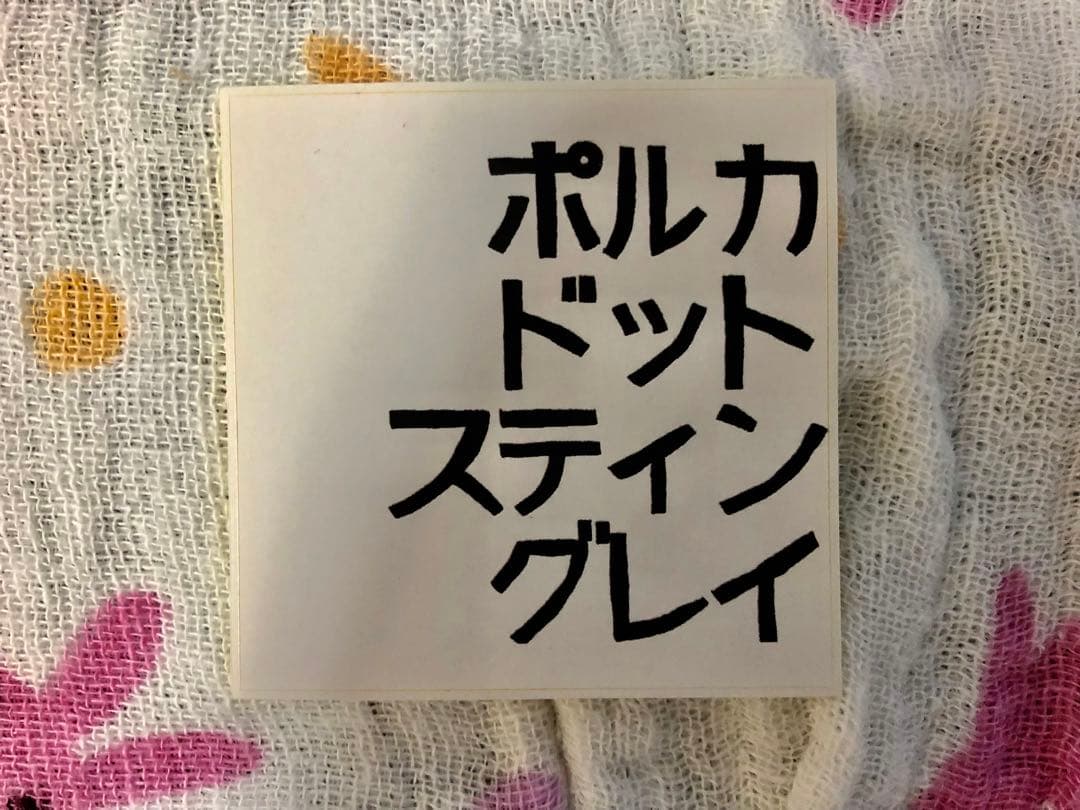 ポルカ
ドット
スティン
グレイ